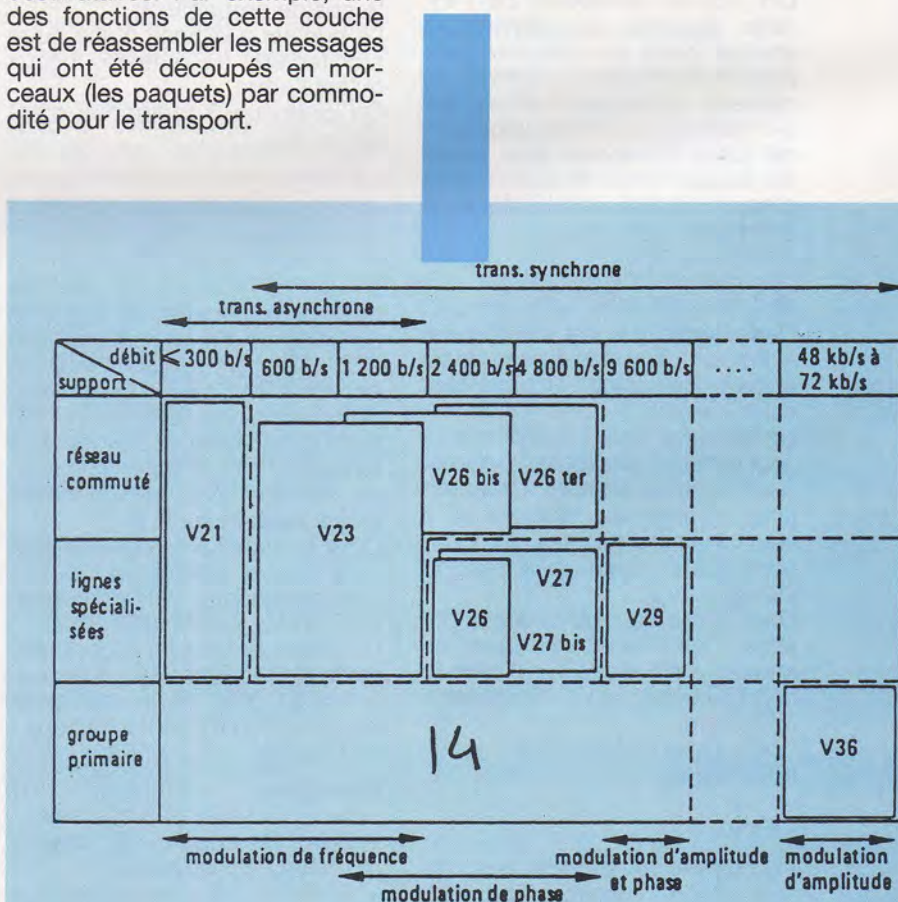 des fonctions de cette couche
est de réassembler les messages
qui ont été découpés en mor-
ceaux (les paquets) par commo-
dité pour le transport.
trans. synchrone
trans. asynchrone
débit
support
≤ 300 b/s
600 b/s
1 200 b/s
2 400 b/s
4 800 b/s
9 600 b/s
....
48 kb/s à
72 kb/s
réseau
commuté
V21
V23
V26 bis
V26 ter
lignes
spéciali-
sées
V26
V27
V27 bis
V29
groupe
primaire
14
V36
modulation de fréquence
modulation de phase
modulation d'amplitude
et phase
modulation
d'amplitude